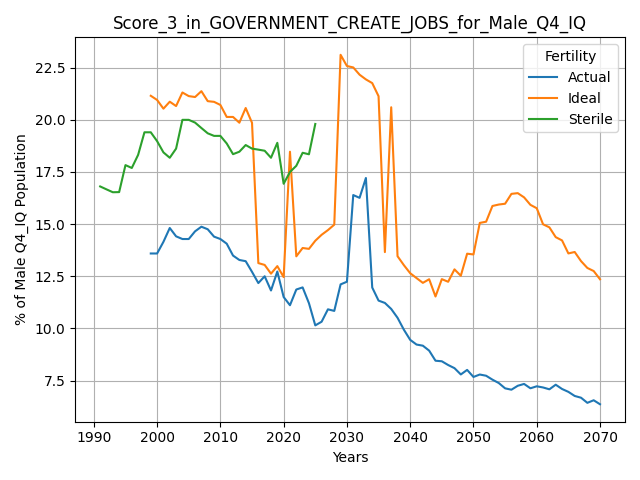 Score_3_in_GOVERNMENT_CREATE_JOBS_for_Male_Q4_IQ
Fertility
Actual
Ideal
Sterile
% of Male Q4_IQ Population
22.5
20.0
17.5
15.0
12.5
10.0
7.5
1990
2000
2010
2020
2030
2040
2050
2060
2070
Years